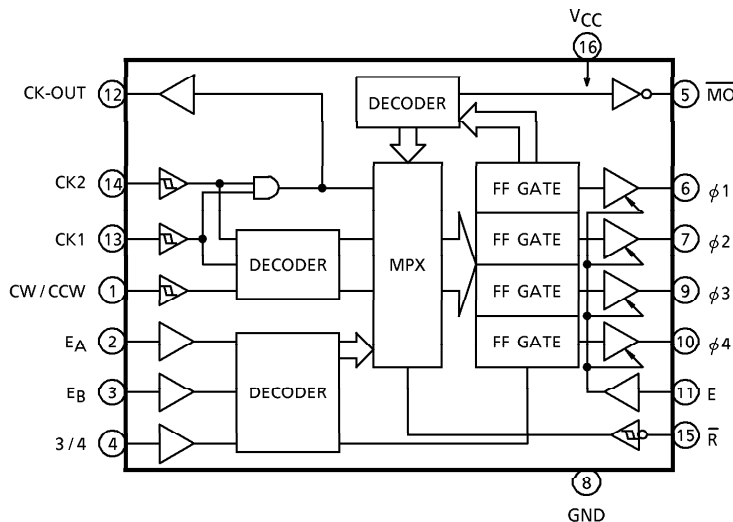 VCC
16
CK-OUT 12
DECODER
5 MO
CK2 14
FF GATE
6 ϕ1
CK1 13
DECODER
MPX
FF GATE
7 ϕ2
CW / CCW 1
FF GATE
9 ϕ3
EA 2
FF GATE
10 ϕ4
EB 3
DECODER
11 E
3 / 4 4
15 R
8
GND